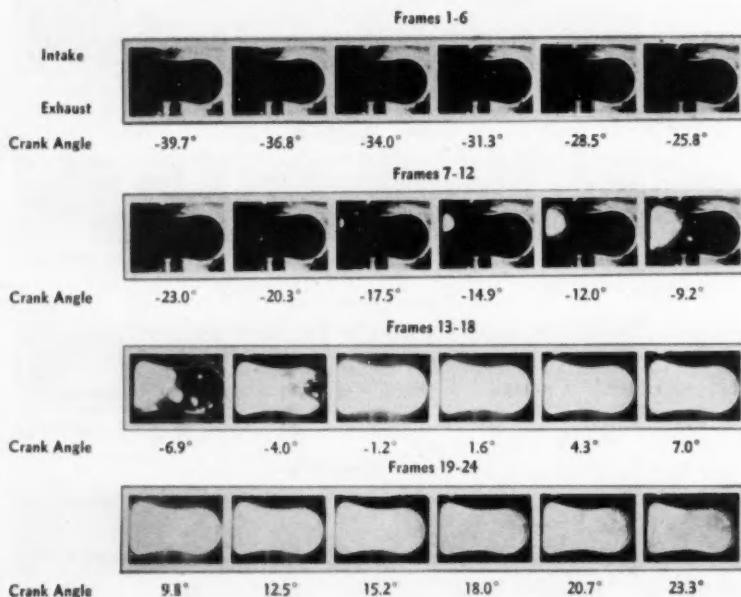 Frames 1-6
Intake
Exhaust
Crank Angle -39.7° -36.8° -34.0° -31.3° -28.5° -25.8°
Frames 7-12
Crank Angle -23.0° -20.3° -17.5° -14.9° -12.0° -9.2°
Frames 13-18
Crank Angle -6.9° -4.0° -1.2° 1.6° 4.3° 7.0°
Frames 19-24
Crank Angle 9.8° 12.5° 15.2° 18.0° 20.7° 23.3°